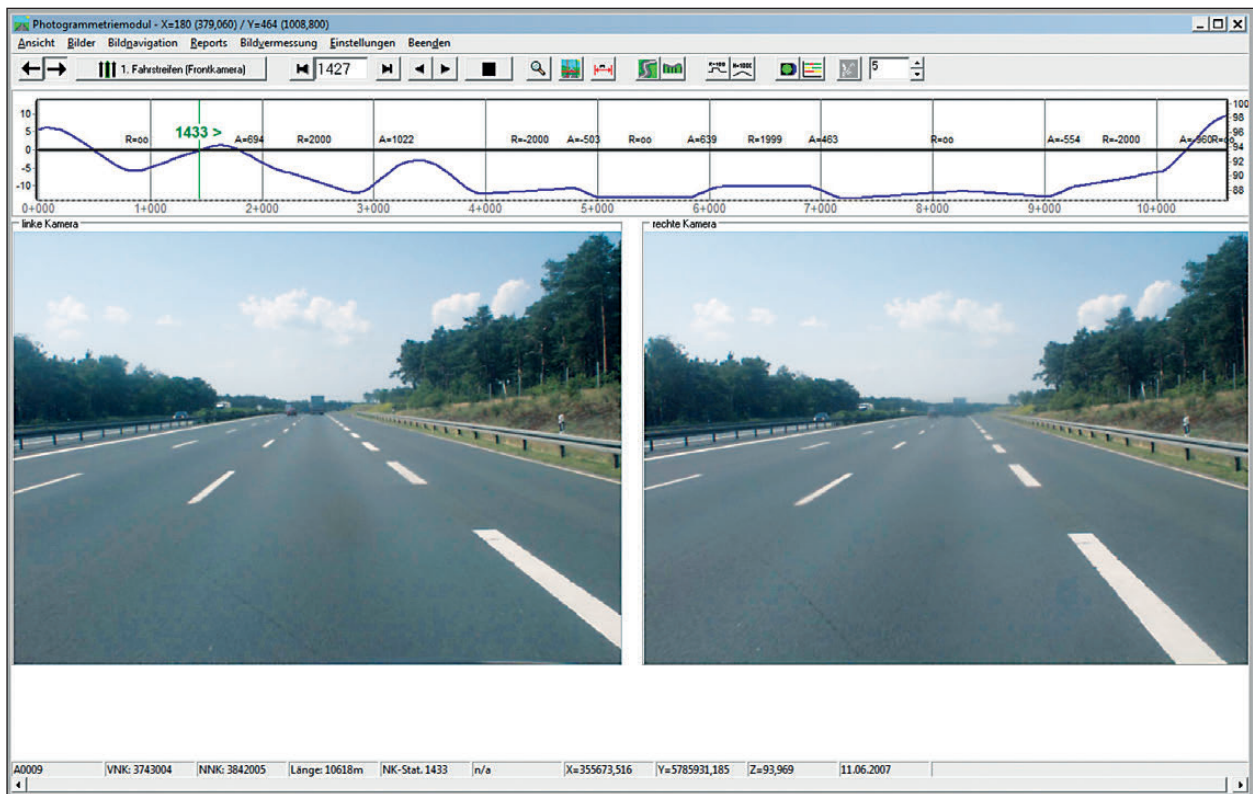 Photogrammetriemodul - X=180 (379,060) / Y=464 (1008,800)
Ansicht Bilder Bildnavigation Reports Bildvermessung Einstellungen Beenden
1. Fahrstreifen (Frontkamera) 1427 5
10 5 0 -5 -10
R=oo 1433 > A=694 R=2000 A=1022 R=-2000 A=-503 R=oo A=639 R=1999 A=463 R=oo A=-554 R=-2000 A=-960 R=oo
100 98 96 94 92 90 88
0+000 1+000 2+000 3+000 4+000 5+000 6+000 7+000 8+000 9+000 10+000
linke Kamera rechte Kamera
A0009 VNK: 3743004 NNK: 3842005 Länge: 10618m NK-Stat. 1433 n/a X=355673,516 Y=5785931,185 Z=93,969 11.06.2007